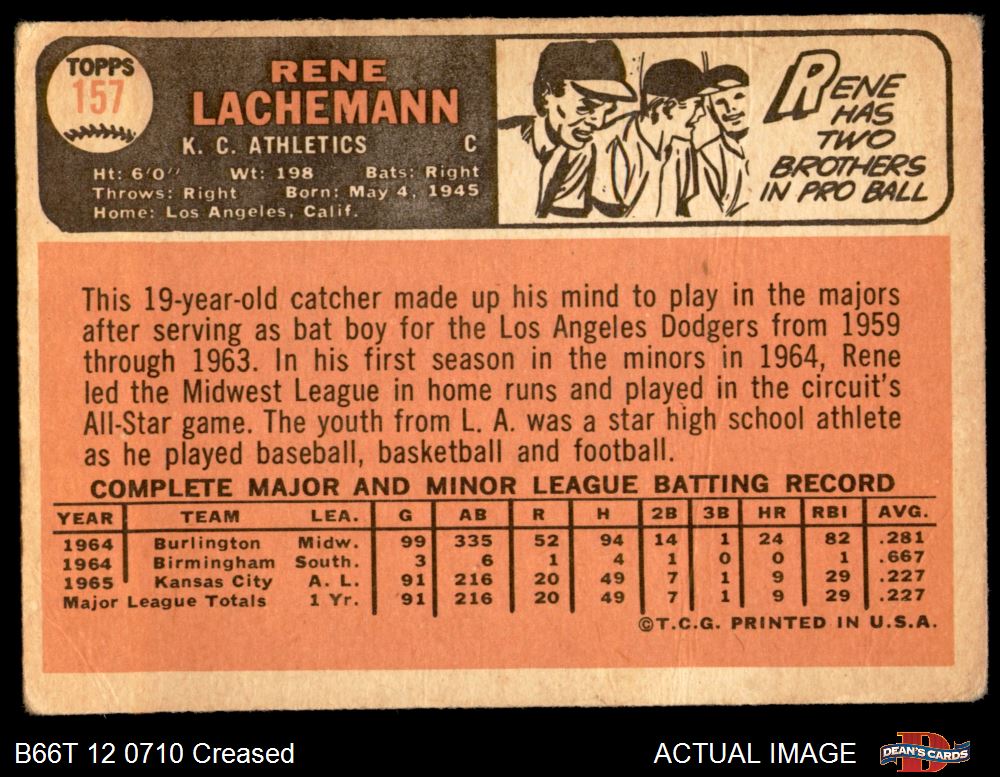 TOPPS
157
RENE
LACHEMANN
K. C. ATHLETICS C
Ht: 6'0" Wt: 198 Bats: Right
Throws: Right Born: May 4, 1945
Home: Los Angeles, Calif.
RENE
HAS
TWO
BROTHERS
IN PRO BALL
This 19-year-old catcher made up his mind to play in the majors
after serving as bat boy for the Los Angeles Dodgers from 1959
through 1963. In his first season in the minors in 1964, Rene
led the Midwest League in home runs and played in the circuit's
All-Star game. The youth from L. A. was a star high school athlete
as he played baseball, basketball and football.
COMPLETE MAJOR AND MINOR LEAGUE BATTING RECORD
YEAR TEAM LEA. G AB R H 2B 3B HR RBI AVG.
1964 Burlington Midw. 99 335 52 94 14 1 24 82 .281
1964 Birmingham South. 3 6 1 4 1 0 0 1 .667
1965 Kansas City A. L. 91 216 20 49 7 1 9 29 .227
Major League Totals 1 Yr. 91 216 20 49 7 1 9 29 .227
©T.C.G. PRINTED IN U.S.A.
B66T 12 0710 Creased
ACTUAL IMAGE
DEAN'S CARDS